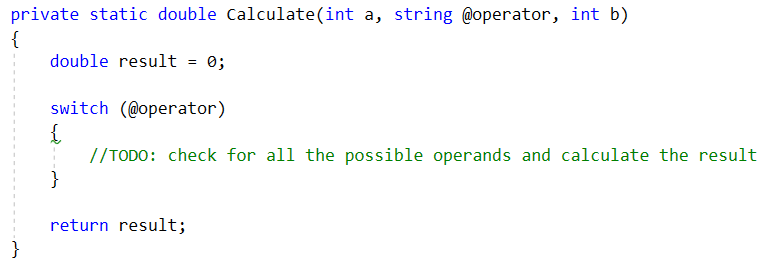 private static double Calculate(int a, string @operator, int b)
{
    double result = 0;

    switch (@operator)
    {
        //TODO: check for all the possible operands and calculate the result
    }

    return result;
}